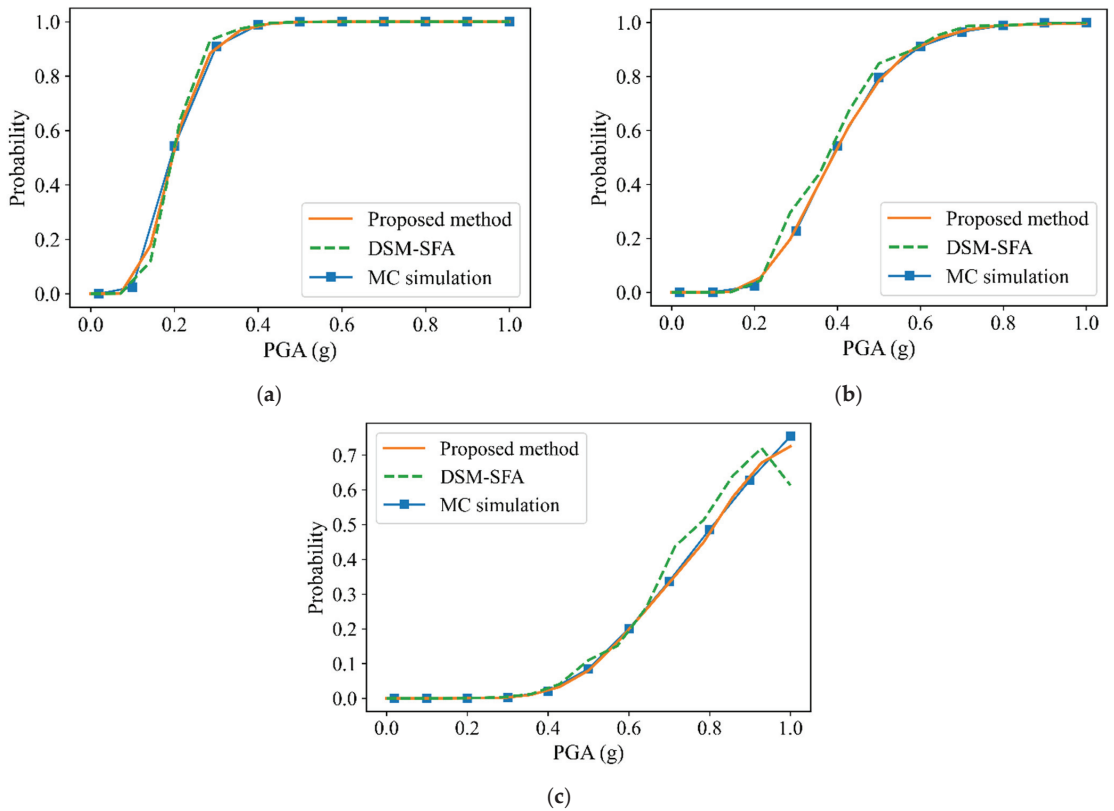 1.0
0.8
0.6
0.4
0.2
0.0
Probability
Proposed method
DSM-SFA
MC simulation
0.0 0.2 0.4 0.6 0.8 1.0
PGA (g)
(a)
1.0
0.8
0.6
0.4
0.2
0.0
Probability
Proposed method
DSM-SFA
MC simulation
0.0 0.2 0.4 0.6 0.8 1.0
PGA (g)
(b)
0.7
0.6
0.5
0.4
0.3
0.2
0.1
0.0
Probability
Proposed method
DSM-SFA
MC simulation
0.0 0.2 0.4 0.6 0.8 1.0
PGA (g)
(c)